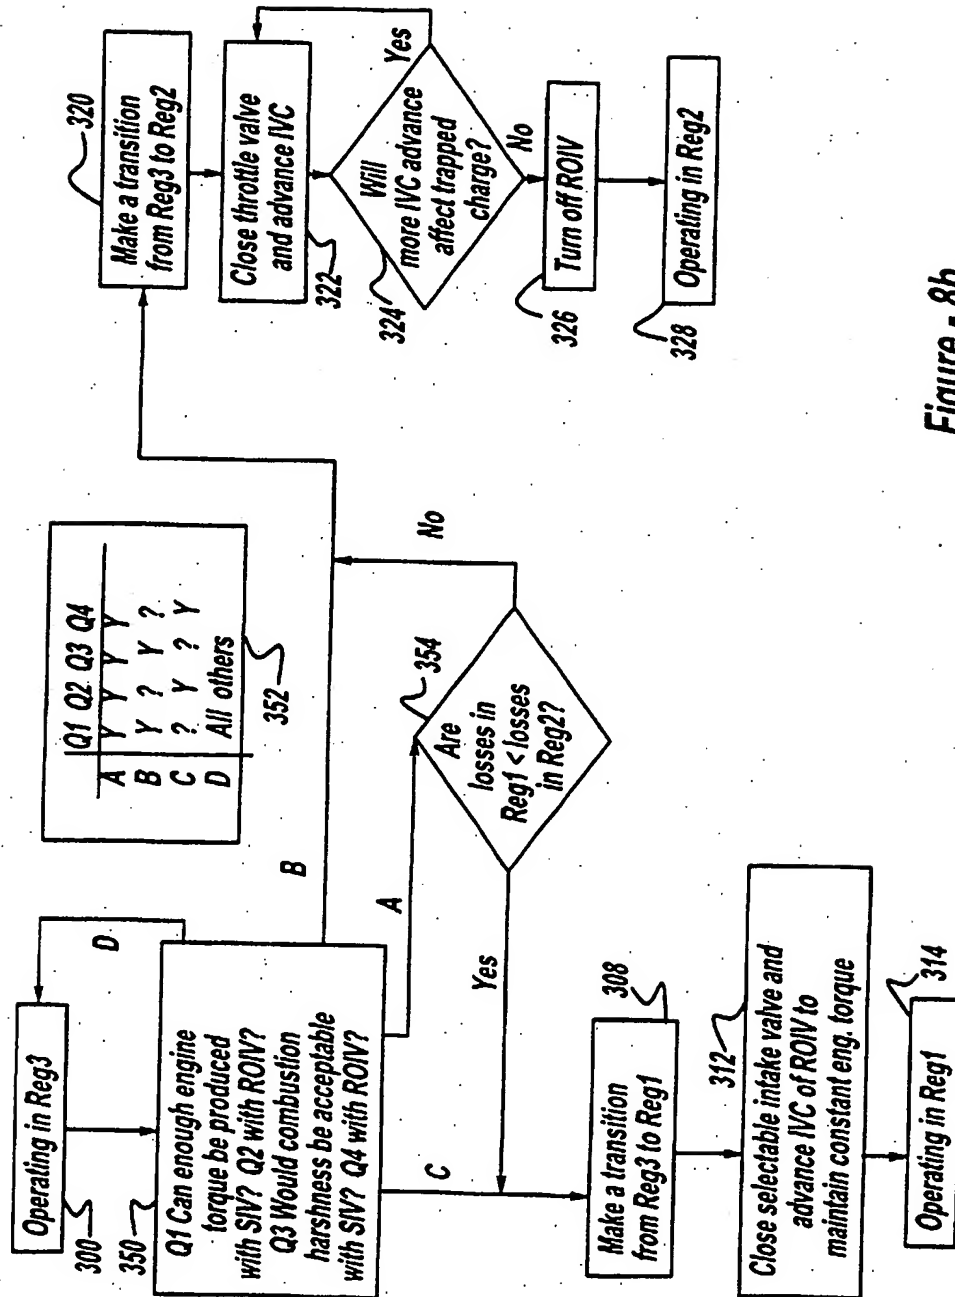 Operating in Reg3
300
D
350
Q1 Can enough engine
torque be produced
with SIV? Q2 with ROIV?
Q3 Would combustion
harshness be acceptable
with SIV? Q4 with ROIV?
Q1 Q2 Q3 Q4
A Y Y Y Y
B Y ? Y ?
C ? Y ? Y
D All others
352
B
A
C
Are
losses in
Reg1 < losses
in Reg2?
354
Yes
No
Make a transition
from Reg3 to Reg1
308
Close selectable intake valve and
advance IVC of ROIV to
maintain constant eng. torque
312
Operating in Reg1
314
Make a transition
from Reg3 to Reg2
320
Close throttle valve
and advance IVC
322
Will
more IVC advance
affect trapped
charge?
324
Yes
No
Turn off ROIV
326
Operating in Reg2
328
Figure - 8b